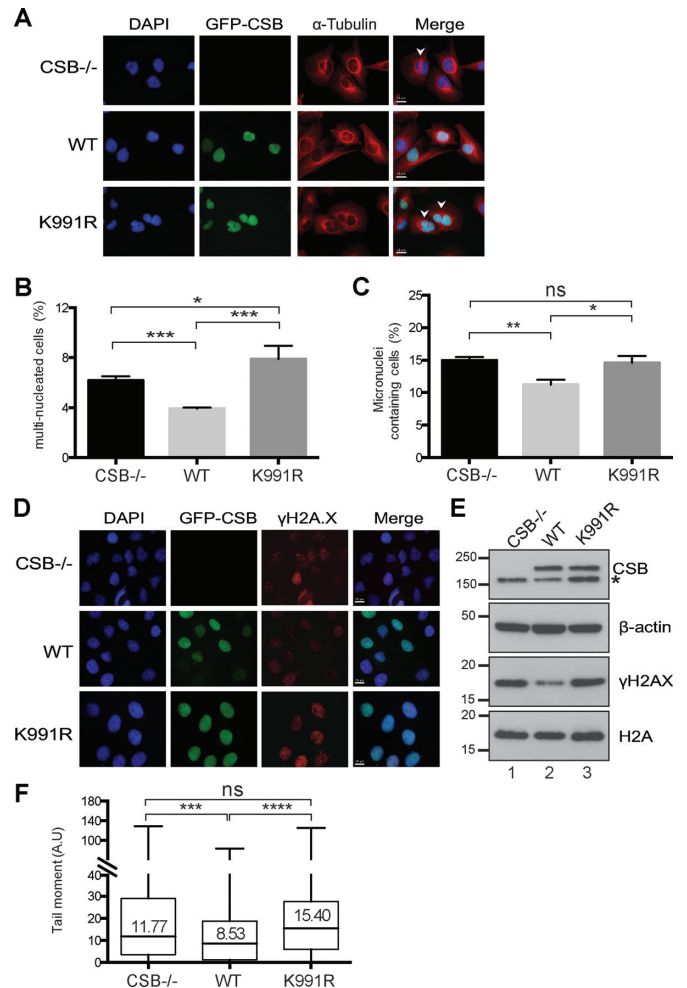 A
DAPI GFP-CSB α-Tubulin Merge
CSB-/-
WT
K991R
B
multi-nucleated cells (%)
12
8
4
0
*
*** ***
CSB-/- WT K991R
C
Micronuclei
containing cells (%)
25
20
15
10
5
0
ns
** *
CSB-/- WT K991R
D
DAPI GFP-CSB γH2A.X Merge
CSB-/-
WT
K991R
E
CSB-/- WT K991R
250
150
CSB
*
50
37
β-actin
20
15
γH2AX
20
15
H2A
1 2 3
F
Tail moment (A.U)
180
140
100
60
40
30
20
10
0
ns
*** ****
11.77 8.53 15.40
CSB-/- WT K991R